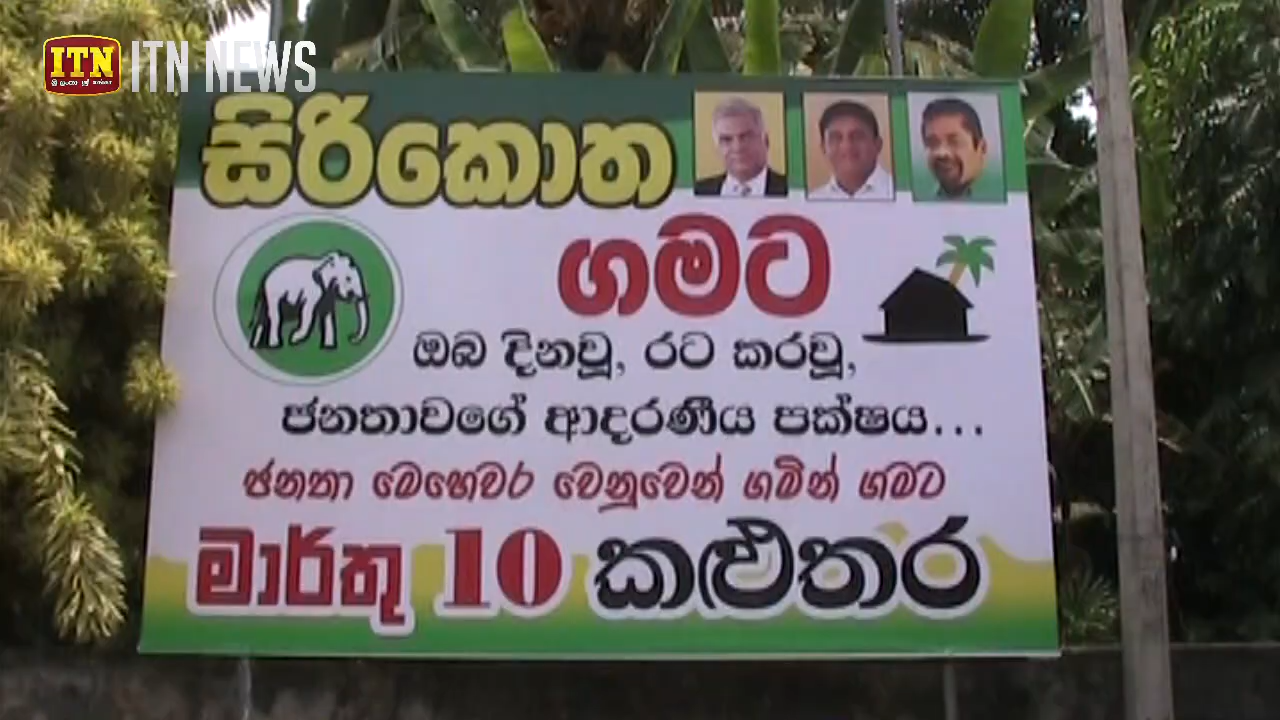 ITN ITN NEWS
සිරිකොත
ගමට
ඔබ දිනවූ, රට කරවූ,
ජනතාවගේ ආදරණීය පක්ෂය...
ජනතා මෙහෙවර වෙනුවෙන් ගමින් ගමට
මාර්තු 10 කළුතර